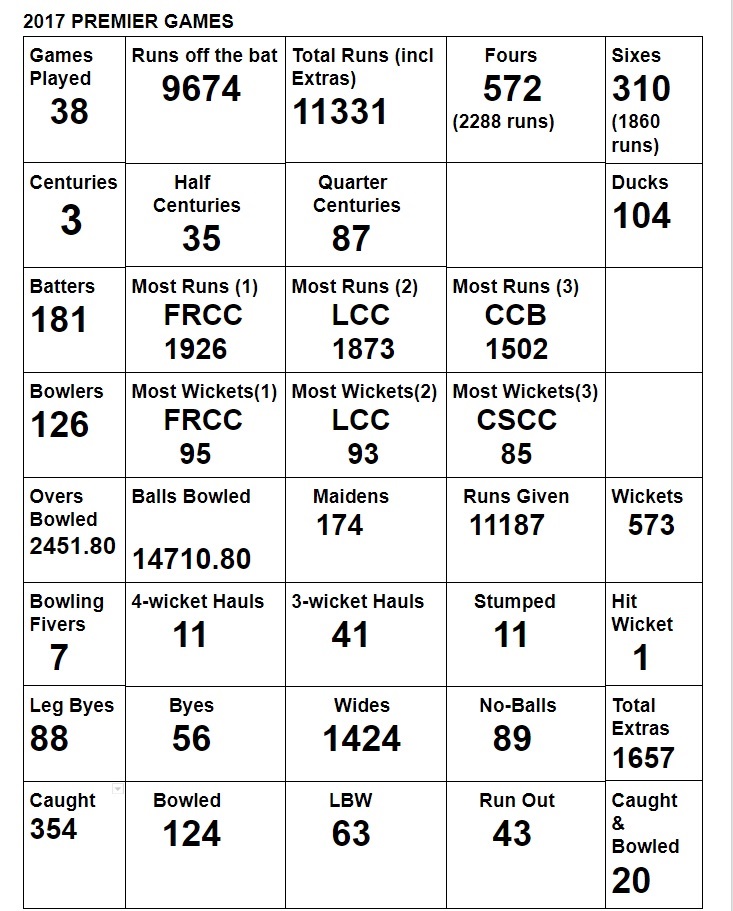 2017 PREMIER GAMES
Games
Played
38
Runs off the bat
9674
Total Runs (incl
Extras)
11331
Fours
572
(2288 runs)
Sixes
310
(1860
runs)
Centuries
3
Half
Centuries
35
Quarter
Centuries
87
Ducks
104
Batters
181
Most Runs (1)
FRCC
1926
Most Runs (2)
LCC
1873
Most Runs (3)
CCB
1502
Bowlers
126
Most Wickets(1)
FRCC
95
Most Wickets(2)
LCC
93
Most Wickets(3)
CSCC
85
Overs
Bowled
2451.80
Balls Bowled
14710.80
Maidens
174
Runs Given
11187
Wickets
573
Bowling
Fivers
7
4-wicket Hauls
11
3-wicket Hauls
41
Stumped
11
Hit
Wicket
1
Leg Byes
88
Byes
56
Wides
1424
No-Balls
89
Total
Extras
1657
Caught
354
Bowled
124
LBW
63
Run Out
43
Caught
&
Bowled
20